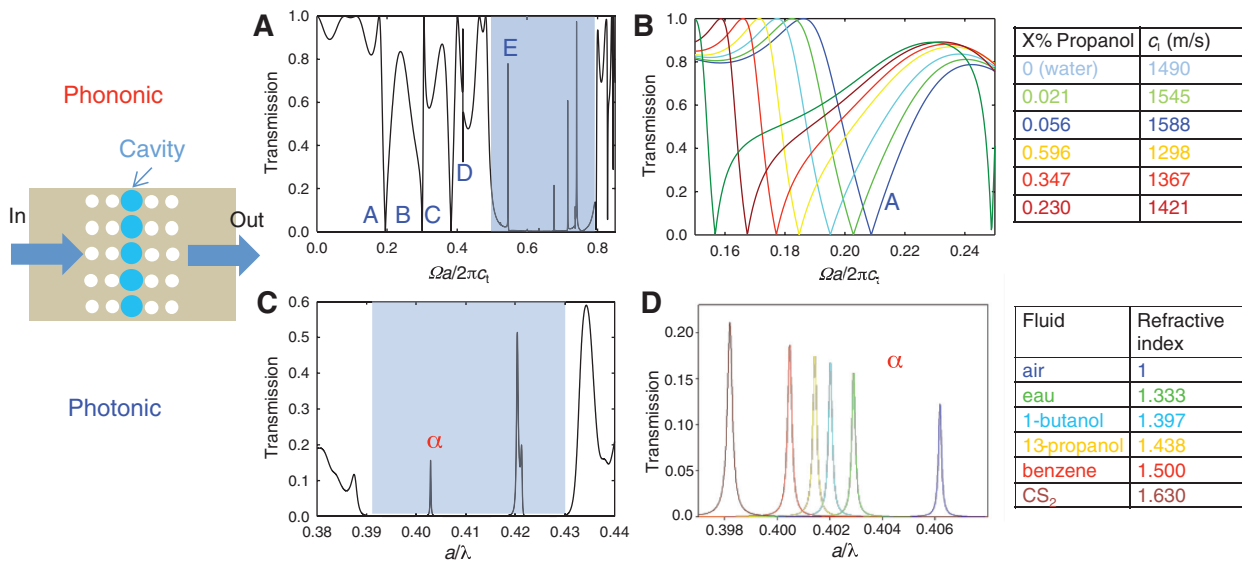 Phononic
Cavity
In
Out
Photonic
A
Transmission
1.0
0.8
0.6
0.4
0.2
0.0
E
D
A
B
C
0.0
0.2
0.4
0.6
0.8
Ωa/2πcₜ
B
Transmission
1.0
0.8
0.6
0.4
0.2
0.0
A
0.16
0.18
0.20
0.22
0.24
Ωa/2πcₜ
X% Propanol cₗ (m/s)
0 (water) 1490
0.021 1545
0.056 1588
0.596 1298
0.347 1367
0.230 1421
C
Transmission
0.6
0.5
0.4
0.3
0.2
0.1
0.0
α
0.38
0.39
0.40
0.41
0.42
0.43
0.44
a/λ
D
Transmission
0.20
0.15
0.10
0.05
0.0
α
0.398
0.400
0.402
0.404
0.406
a/λ
Fluid Refractive
index
air 1
eau 1.333
1-butanol 1.397
13-propanol 1.438
benzene 1.500
CS₂ 1.630